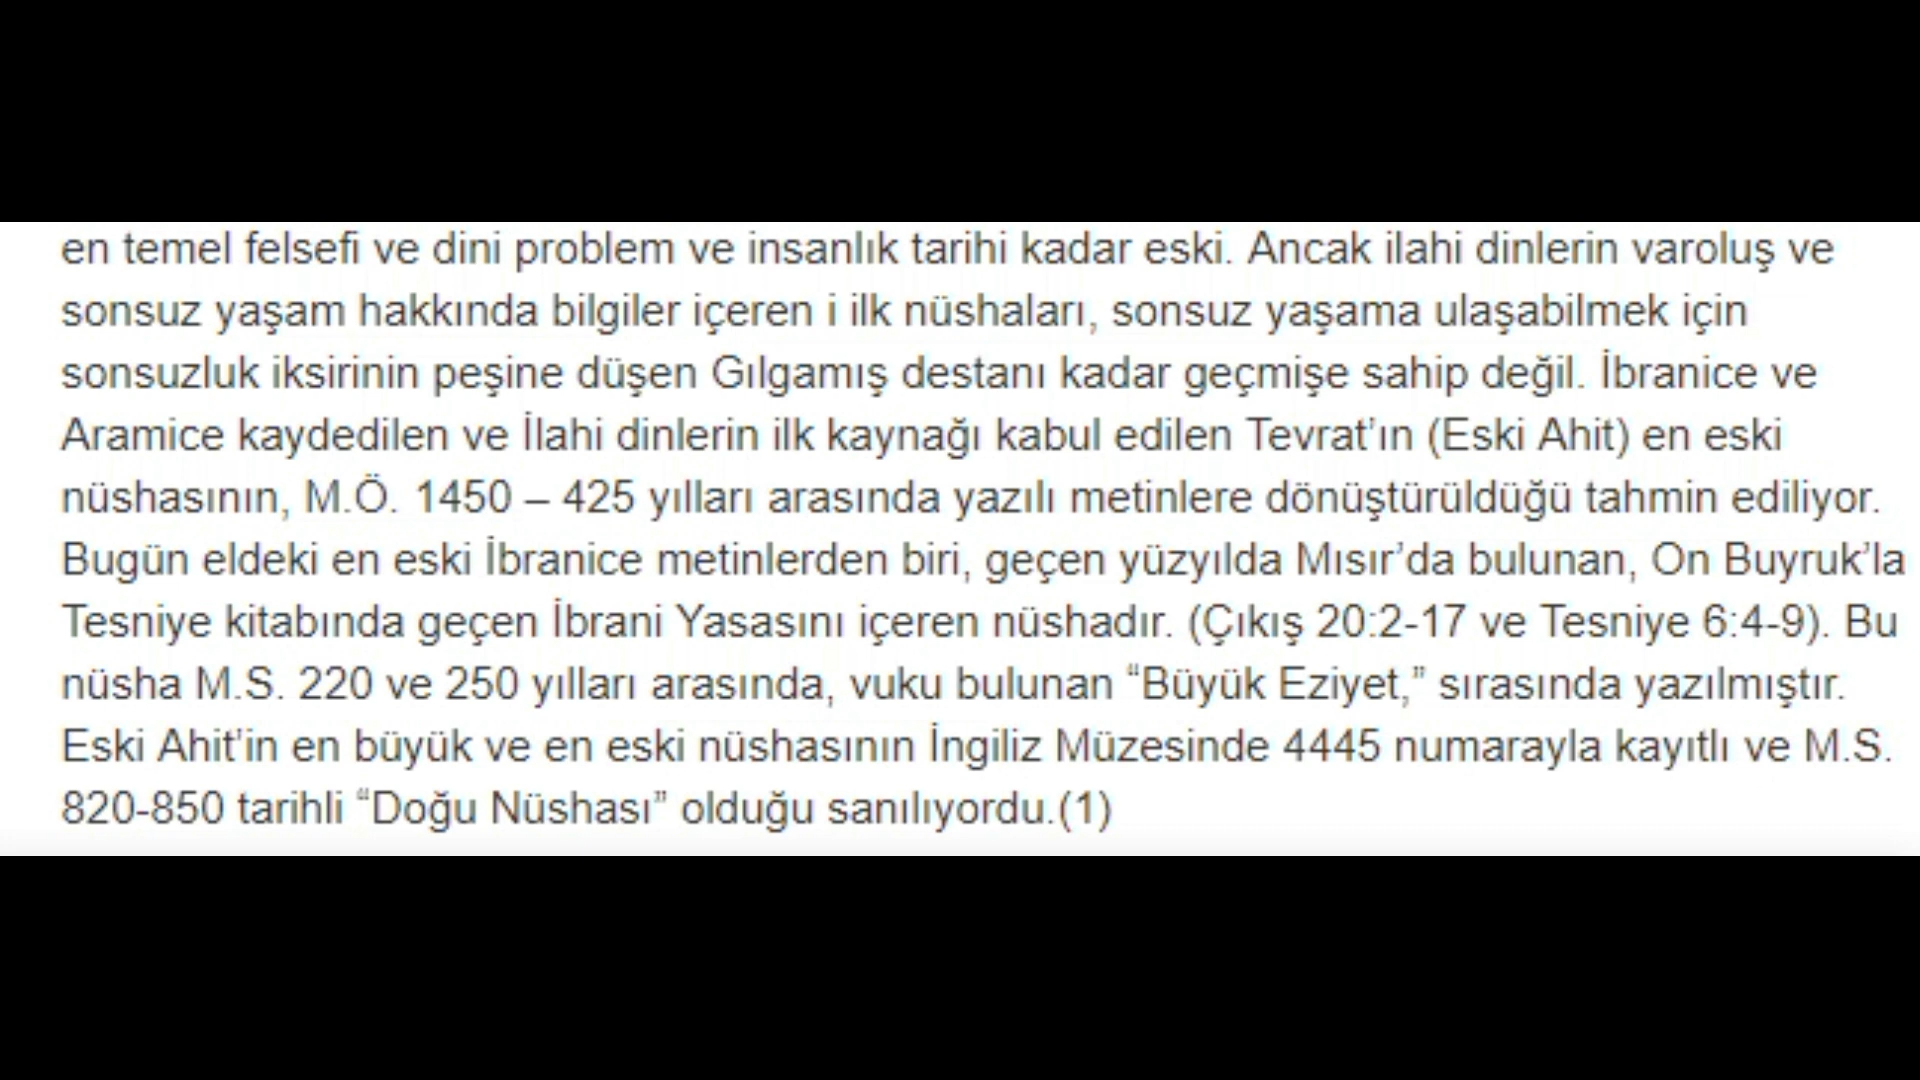 en temel felsefi ve dini problem ve insanlık tarihi kadar eski. Ancak ilahi dinlerin varoluş ve
sonsuz yaşam hakkında bilgiler içeren i ilk nüshaları, sonsuz yaşama ulaşabilmek için
sonsuzluk iksirinin peşine düşen Gılgamış destanı kadar geçmişe sahip değil. İbranice ve
Aramice kaydedilen ve İlahi dinlerin ilk kaynağı kabul edilen Tevrat’ın (Eski Ahit) en eski
nüshasının, M.Ö. 1450 – 425 yılları arasında yazılı metinlere dönüştürüldüğü tahmin ediliyor.
Bugün eldeki en eski İbranice metinlerden biri, geçen yüzyılda Mısır’da bulunan, On Buyruk’la
Tesniye kitabında geçen İbrani Yasasını içeren nüshadır. (Çıkış 20:2-17 ve Tesniye 6:4-9). Bu
nüsha M.S. 220 ve 250 yılları arasında, vuku bulunan “Büyük Eziyet,” sırasında yazılmıştır.
Eski Ahit’in en büyük ve en eski nüshasının İngiliz Müzesinde 4445 numarayla kayıtlı ve M.S.
820-850 tarihli “Doğu Nüshası” olduğu sanılıyordu.(1)